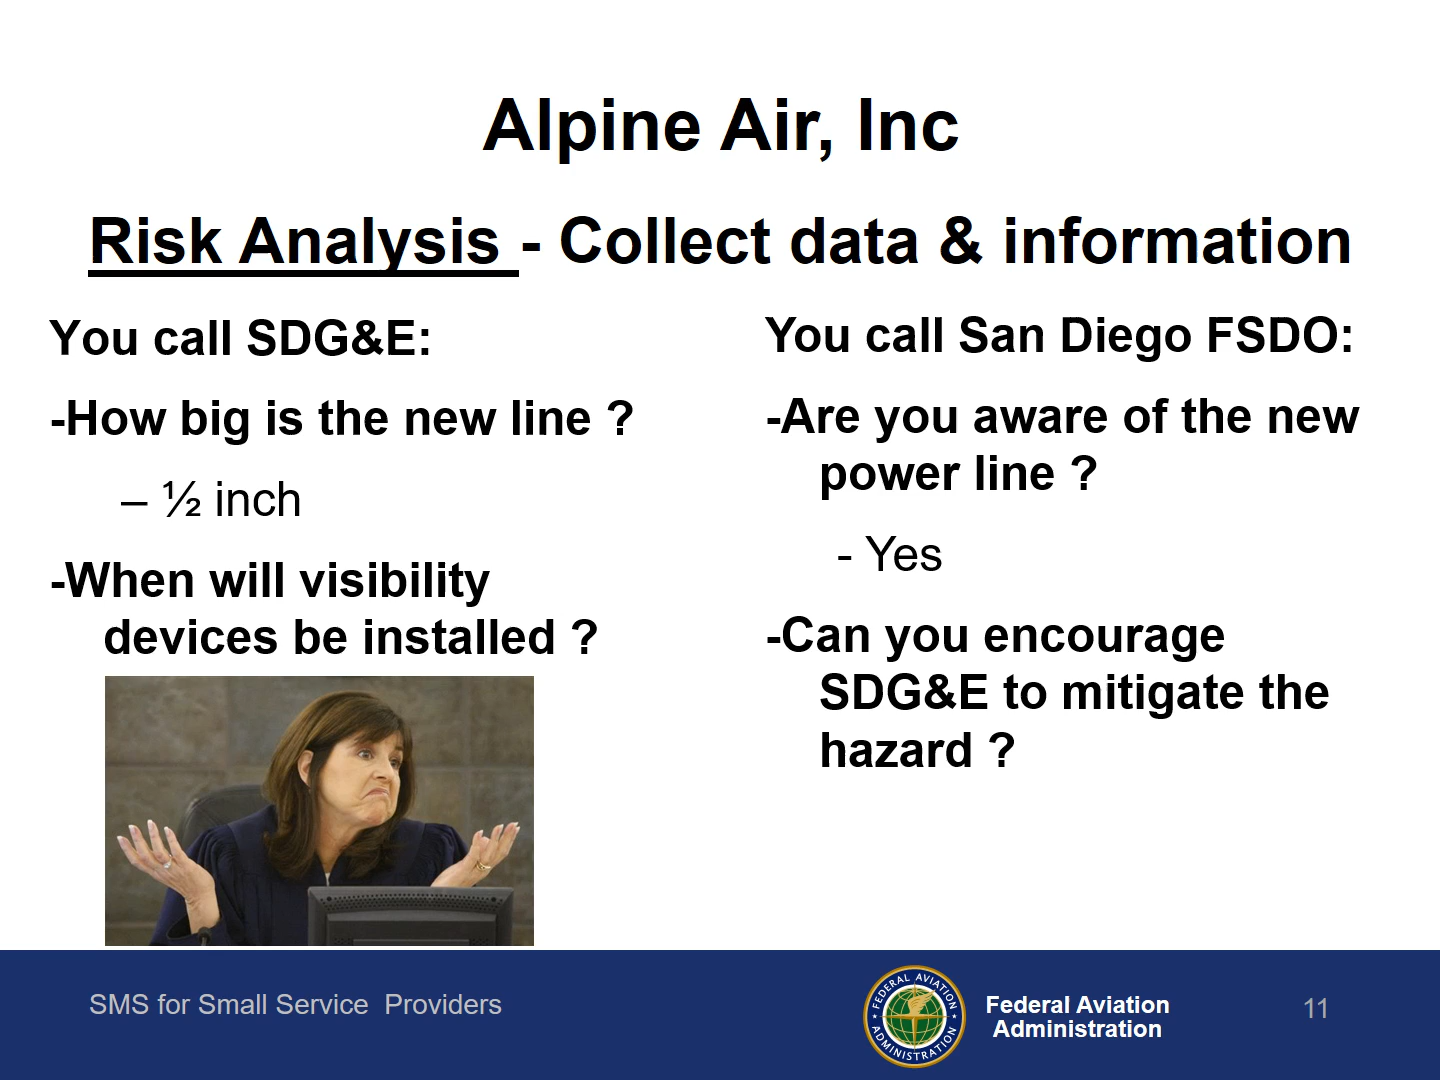 Alpine Air, Inc
Risk Analysis - Collect data & information
You call SDG&E:
-How big is the new line ?
– ½ inch
-When will visibility
devices be installed ?
You call San Diego FSDO:
-Are you aware of the new
power line ?
- Yes
-Can you encourage
SDG&E to mitigate the
hazard ?
SMS for Small Service  Providers
FEDERAL AVIATION
ADMINISTRATION
Federal Aviation
Administration
11